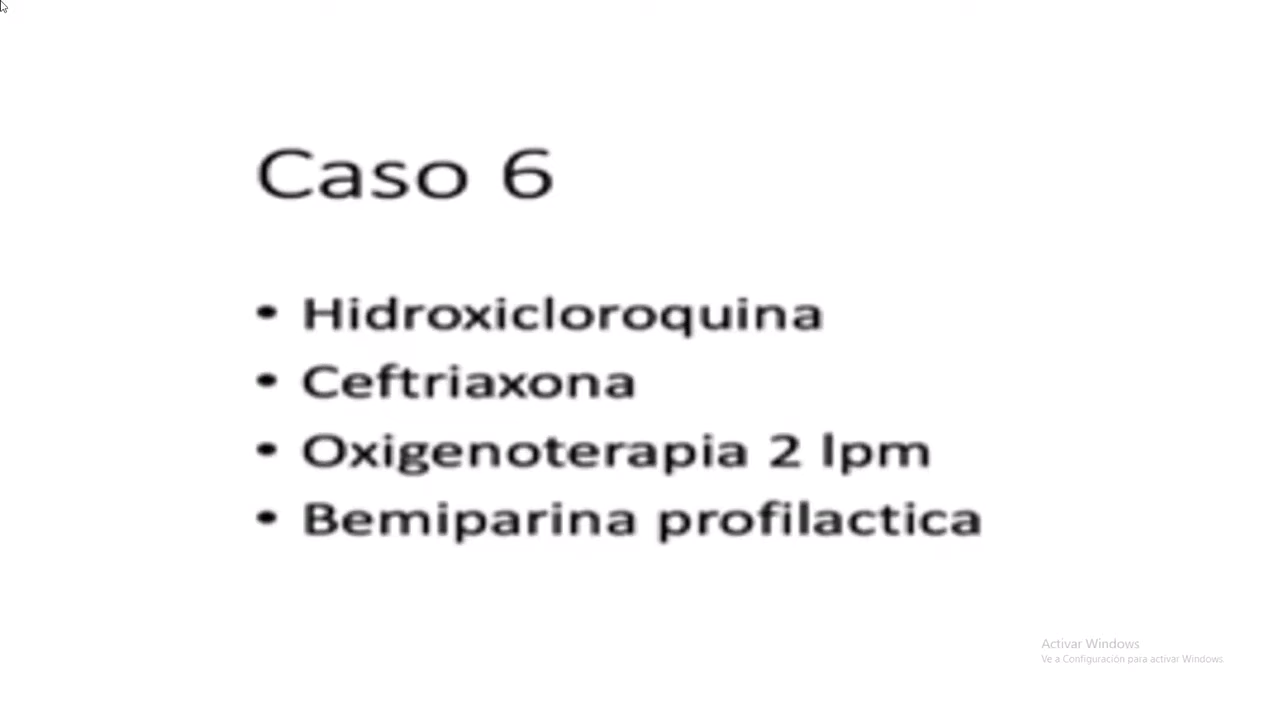 Caso 6
• Hidroxicloroquina
• Ceftriaxona
• Oxigenoterapia 2 lpm
• Bemiparina profilactica
Activar Windows
Ve a Configuración para activar Windows.